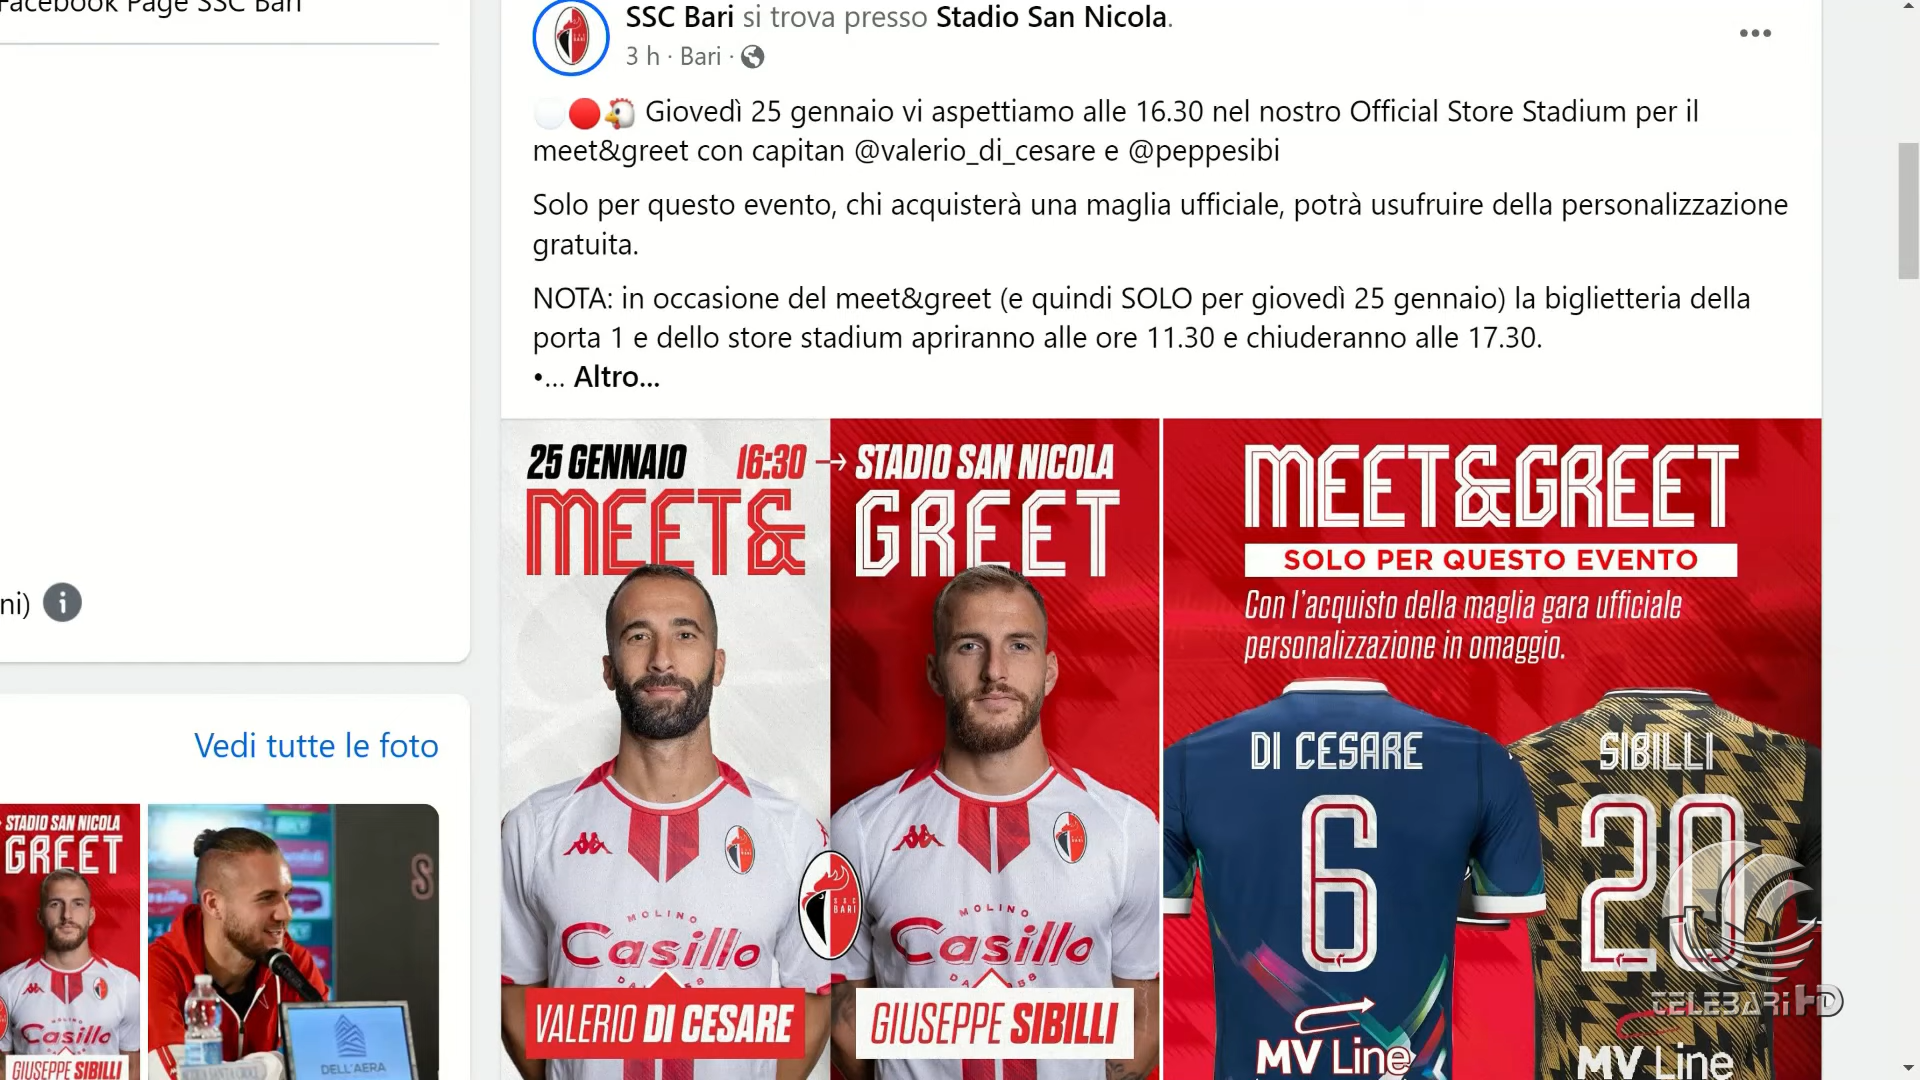 Facebook Page SSC Bari
ni)
Vedi tutte le foto
STADIO SAN NICOLA
GREET
GIUSEPPE SIBILLI
DELL'AERA
SSC Bari si trova presso Stadio San Nicola.
3 h · Bari ·
Giovedì 25 gennaio vi aspettiamo alle 16.30 nel nostro Official Store Stadium per il
meet&greet con capitan @valerio_di_cesare e @peppesibi
Solo per questo evento, chi acquisterà una maglia ufficiale, potrà usufruire della personalizzazione
gratuita.
NOTA: in occasione del meet&greet (e quindi SOLO per giovedì 25 gennaio) la biglietteria della
porta 1 e dello store stadium apriranno alle ore 11.30 e chiuderanno alle 17.30.
•... Altro...
25 GENNAIO 16:30 → STADIO SAN NICOLA
MEET& GREET
MOLINO
Casillo
MOLINO
Casillo
SSC
BARI
VALERIO DI CESARE
GIUSEPPE SIBILLI
MEET&GREET
SOLO PER QUESTO EVENTO
Con l'acquisto della maglia gara ufficiale
personalizzazione in omaggio.
DI CESARE
6
MV Line
SIBILLI
20
MV Line
TELEBARI HD